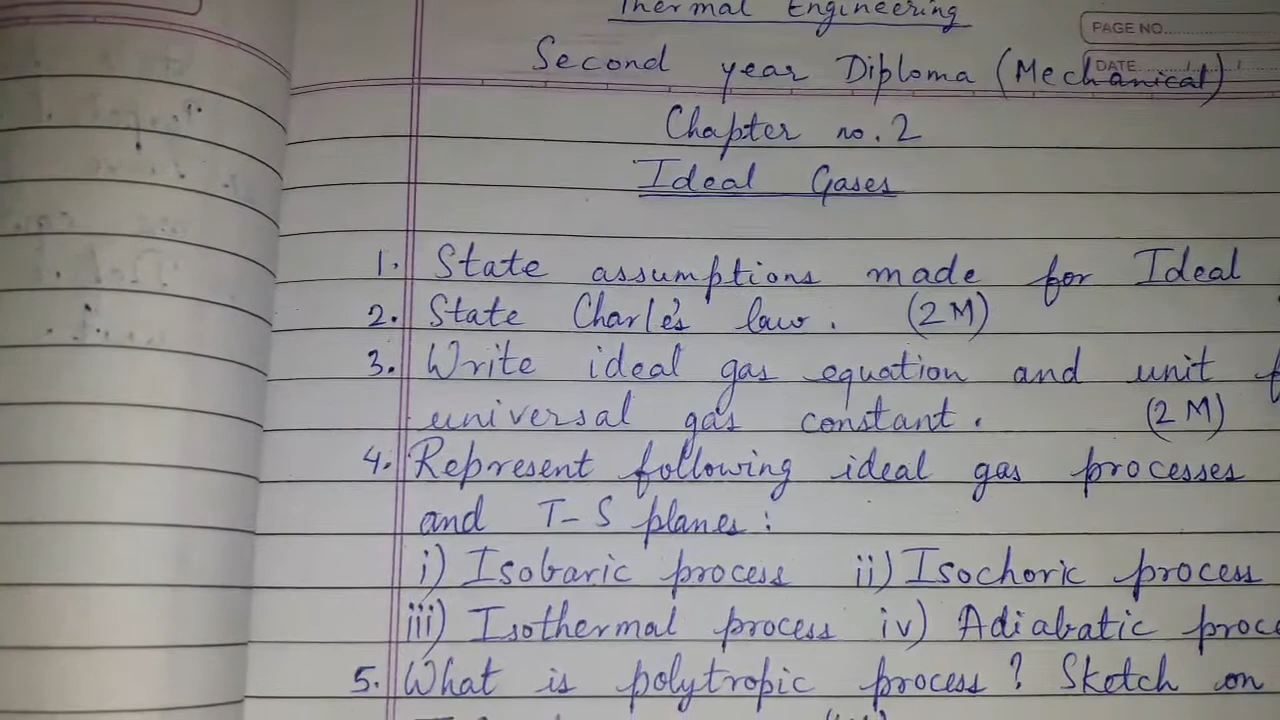 Thermal Engineering
PAGE NO.
Second year Diploma (Mechanical)
DATE
Chapter no. 2
Ideal Gases
1. State assumptions made for Ideal
2. State Charle's law. (2M)
3. Write ideal gas equation and unit
universal gas constant. (2M)
4. Represent following ideal gas processes
and T-S planes:
i) Isobaric process ii) Isochoric process
iii) Isothermal process iv) Adiabatic proc
5. What is polytropic process? Sketch on